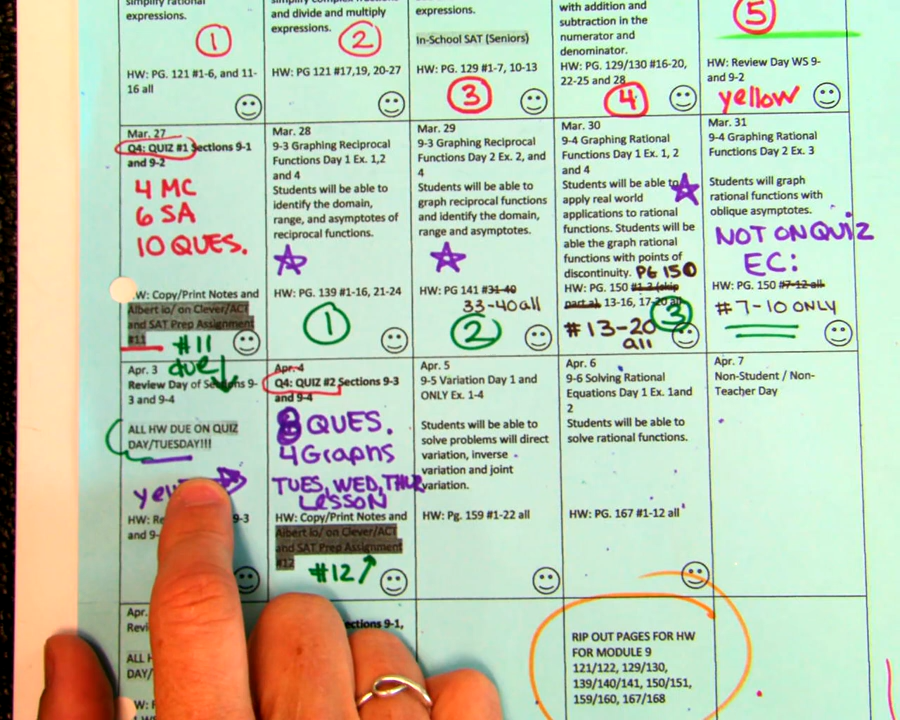 simplify rational
expressions.
1
HW: PG. 121 #1-6, and 11-
16 all
and divide and multiply
expressions.
2
HW: PG 121 #17,19, 20-27
expressions.
In-School SAT (Seniors)
HW: PG. 129 #1-7, 10-13
3
with addition and
subtraction in the
numerator and
denominator.
HW: PG. 129/130 #16-20,
22-25 and 28
4
5
HW: Review Day WS 9-
and 9-2
yellow
Mar. 27
Q4: QUIZ #1 Sections 9-1
and 9-2
4 MC
6 SA
10 QUES.
HW: Copy/Print Notes and
Albert io/ on Clever/ACT
and SAT Prep Assignment
#11
#11
due
Mar. 28
9-3 Graphing Reciprocal
Functions Day 1 Ex. 1,2
and 4
Students will be able to
identify the domain,
range, and asymptotes of
reciprocal functions.
HW: PG. 139 #1-16, 21-24
1
Mar. 29
9-3 Graphing Reciprocal
Functions Day 2 Ex. 2, and
4
Students will be able to
graph reciprocal functions
and identify the domain,
range and asymptotes.
HW: PG 141 #31-40
33-40 all
2
Mar. 30
9-4 Graphing Rational
Functions Day 1 Ex. 1, 2
and 4
Students will be able to
apply real world
applications to rational
functions. Students will be
able the graph rational
functions with points of
discontinuity. PG 150
HW: PG. 150 #1-3 (skip
part a), 13-16, 17-20 all
3
#13-20
all
Mar. 31
9-4 Graphing Rational
Functions Day 2 Ex. 3
Students will graph
rational functions with
oblique asymptotes.
NOT ON QUIZ
EC:
HW: PG. 150 #7-12 all
#7-10 ONLY
Apr. 3
Review Day of Sections 9-
3 and 9-4
ALL HW DUE ON QUIZ
DAY/TUESDAY!!!
HW: 9-3
and 9-
Apr. 4
Q4: QUIZ #2 Sections 9-3
and 9-4
8 QUES.
4 Graphs
TUES, WED, THUR
LESSON
HW: Copy/Print Notes and
Albert io/ on Clever/ACT
and SAT Prep Assignment
#12
#12
Apr. 5
9-5 Variation Day 1 and
ONLY Ex. 1-4
Students will be able to
solve problems will direct
variation, inverse
variation and joint
variation.
HW: Pg. 159 #1-22 all
Apr. 6
9-6 Solving Rational
Equations Day 1 Ex. 1and
2
Students will be able to
solve rational functions.
HW: PG. 167 #1-12 all
Apr. 7
Non-Student / Non-
Teacher Day
Apr.
ections 9-1,
RIP OUT PAGES FOR HW
FOR MODULE 9
121/122, 129/130,
139/140/141, 150/151,
159/160, 167/168